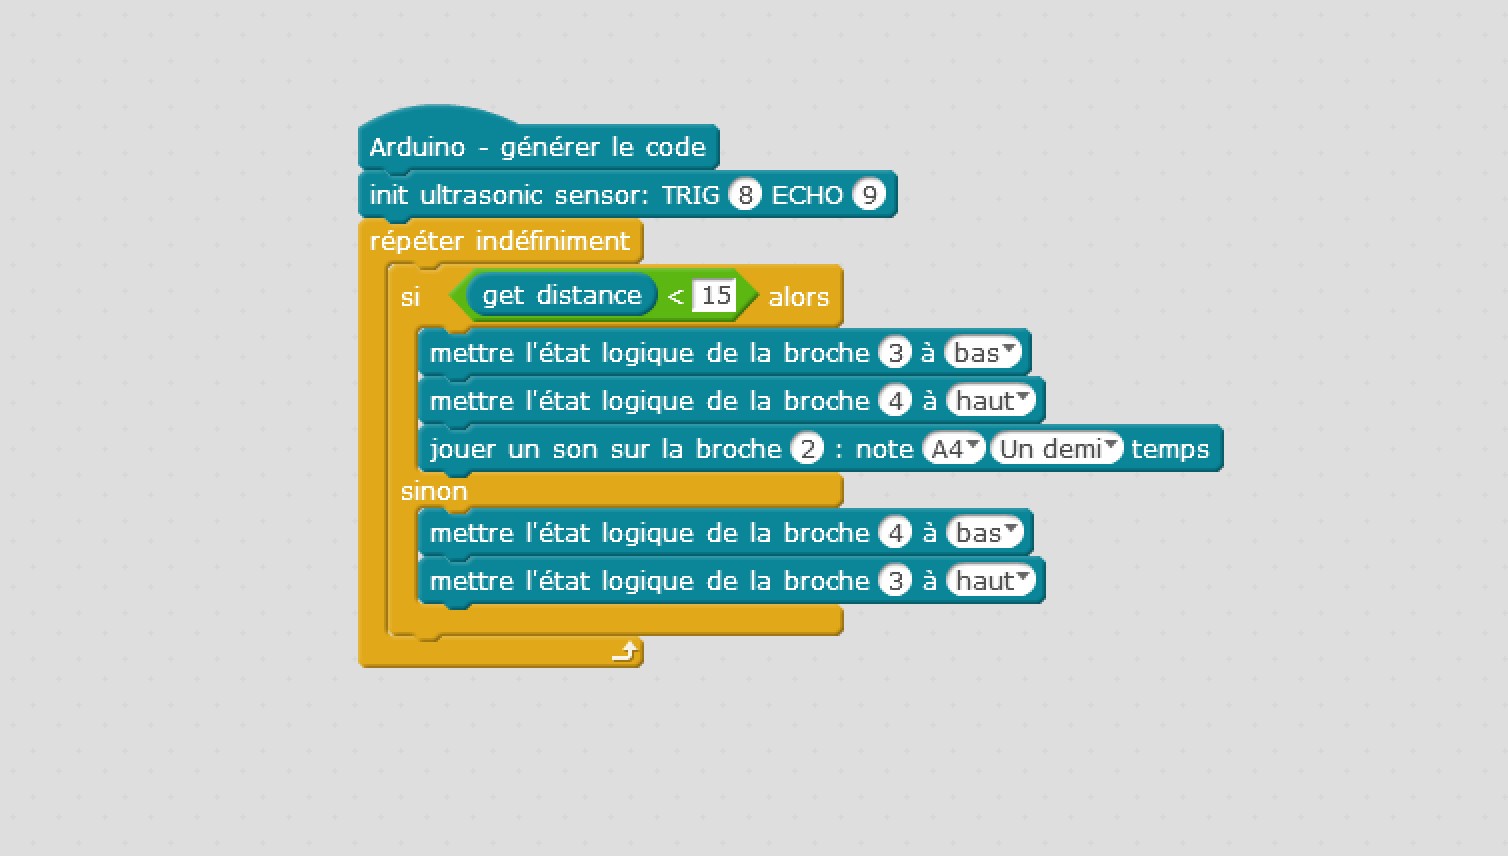 Arduino - générer le code
init ultrasonic sensor: TRIG 8 ECHO 9
répéter indéfiniment
si get distance < 15 alors
mettre l'état logique de la broche 3 à bas
mettre l'état logique de la broche 4 à haut
jouer un son sur la broche 2 : note A4 Un demi temps
sinon
mettre l'état logique de la broche 4 à bas
mettre l'état logique de la broche 3 à haut